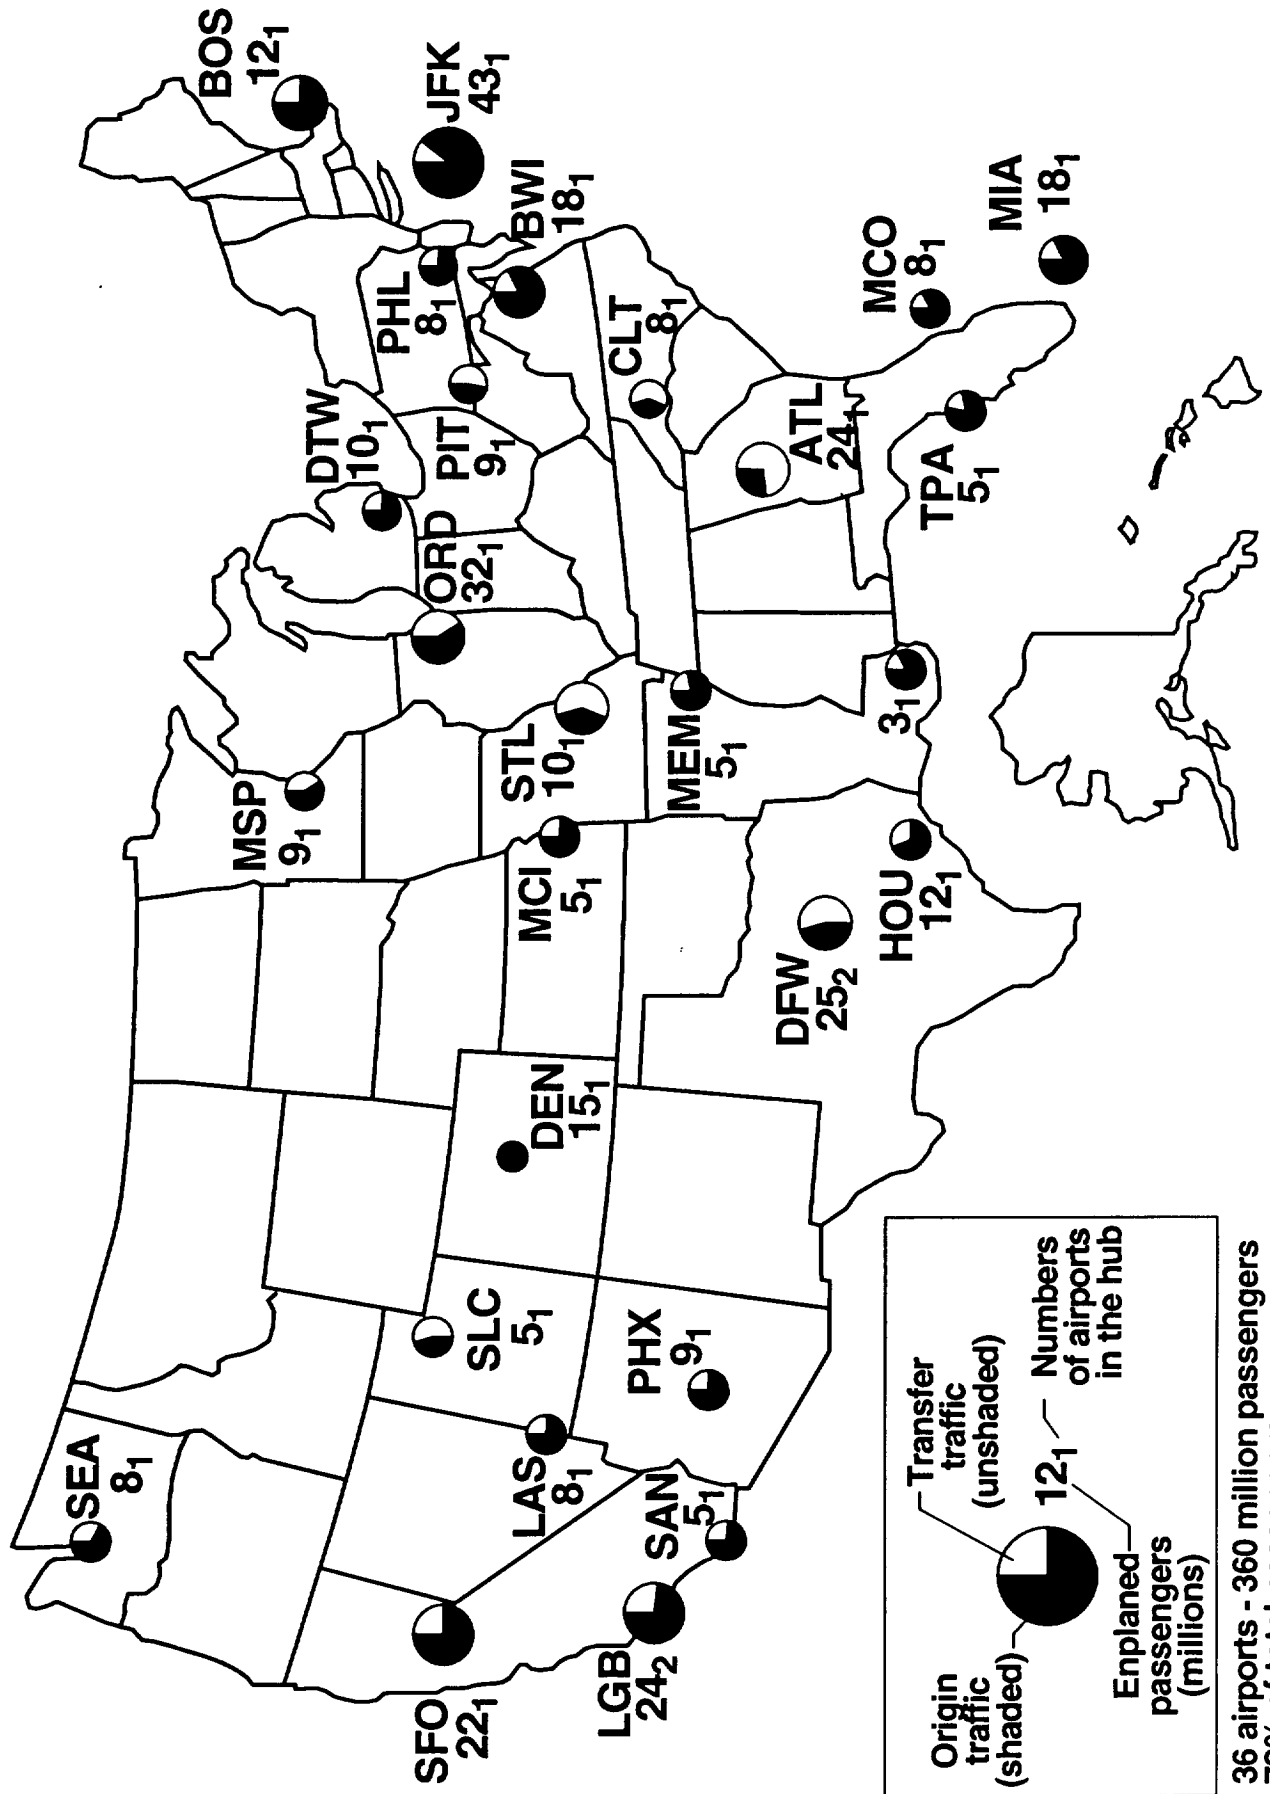 BOS
12₁
JFK
43₁
BWI
18₁
PHL
8₁
DTW
10₁
PIT
9₁
ORD
32₁
CLT
8₁
ATL
24₁
MCO
8₁
MIA
18₁
TPA
5₁
MSP
9₁
STL
10₁
MEM
5₁
3₁
MCI
5₁
DFW
25₂
HOU
12₁
DEN
15₁
SLC
5₁
PHX
9₁
SEA
8₁
LAS
8₁
SAN
5₁
SFO
22₁
LGB
24₂
Origin
traffic
(shaded)
Transfer
traffic
(unshaded)
12₁
Enplaned
passengers
(millions)
Numbers
of airports
in the hub
36 airports - 360 million passengers